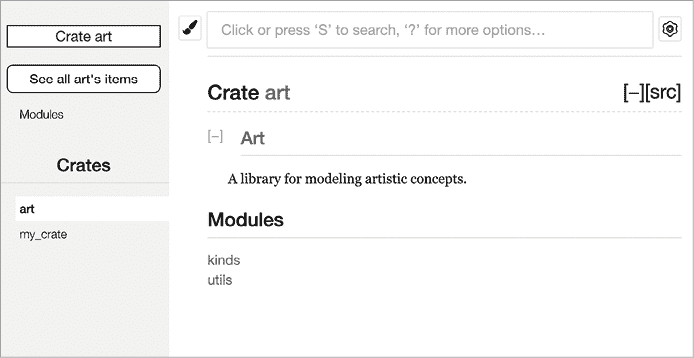 Crate art
See all art's items
Modules
Crates
art
my_crate
Click or press ‘S’ to search, ‘?’ for more options…
Crate art [−][src]
[−] Art
A library for modeling artistic concepts.
Modules
kinds
utils